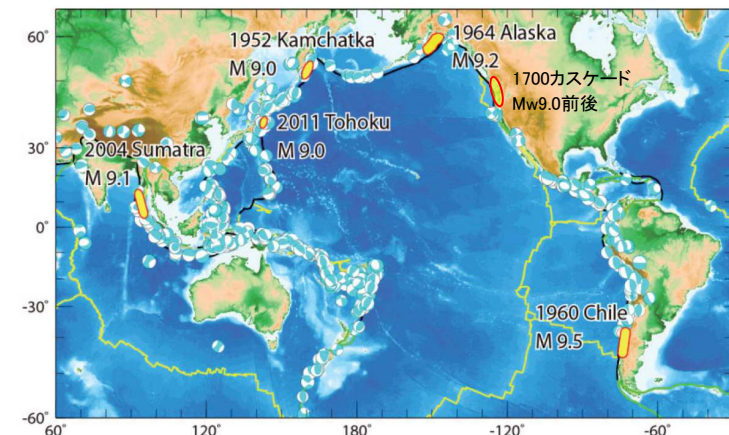 60°
30°
0°
-30°
-60°
60
120
180
-120
-60
1952 Kamchatka
M 9.0
1964 Alaska
M 9.2
1700カスケード
Mw9.0前後
2011 Tohoku
M 9.0
2004 Sumatra
M 9.1
1960 Chile
M 9.5